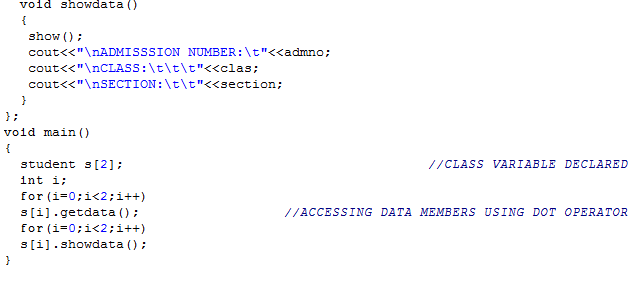 void showdata()
{
show();
cout<<"\nADMISSSION NUMBER:\t"<<admno;
cout<<"\nCLASS:\t\t\t"<<clas;
cout<<"\nSECTION:\t\t"<<section;
}
};
void main()
{
student s[2]; //CLASS VARIABLE DECLARED
int i;
for(i=0;i<2;i++)
s[i].getdata(); //ACCESSING DATA MEMBERS USING DOT OPERATOR
for(i=0;i<2;i++)
s[i].showdata();
}